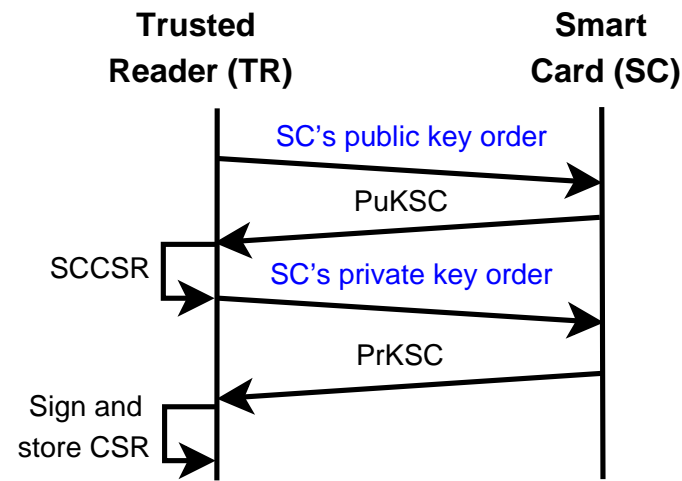 Trusted
Reader (TR)
Smart
Card (SC)
SC's public key order
PuKSC
SCCSR
SC's private key order
PrKSC
Sign and
store CSR